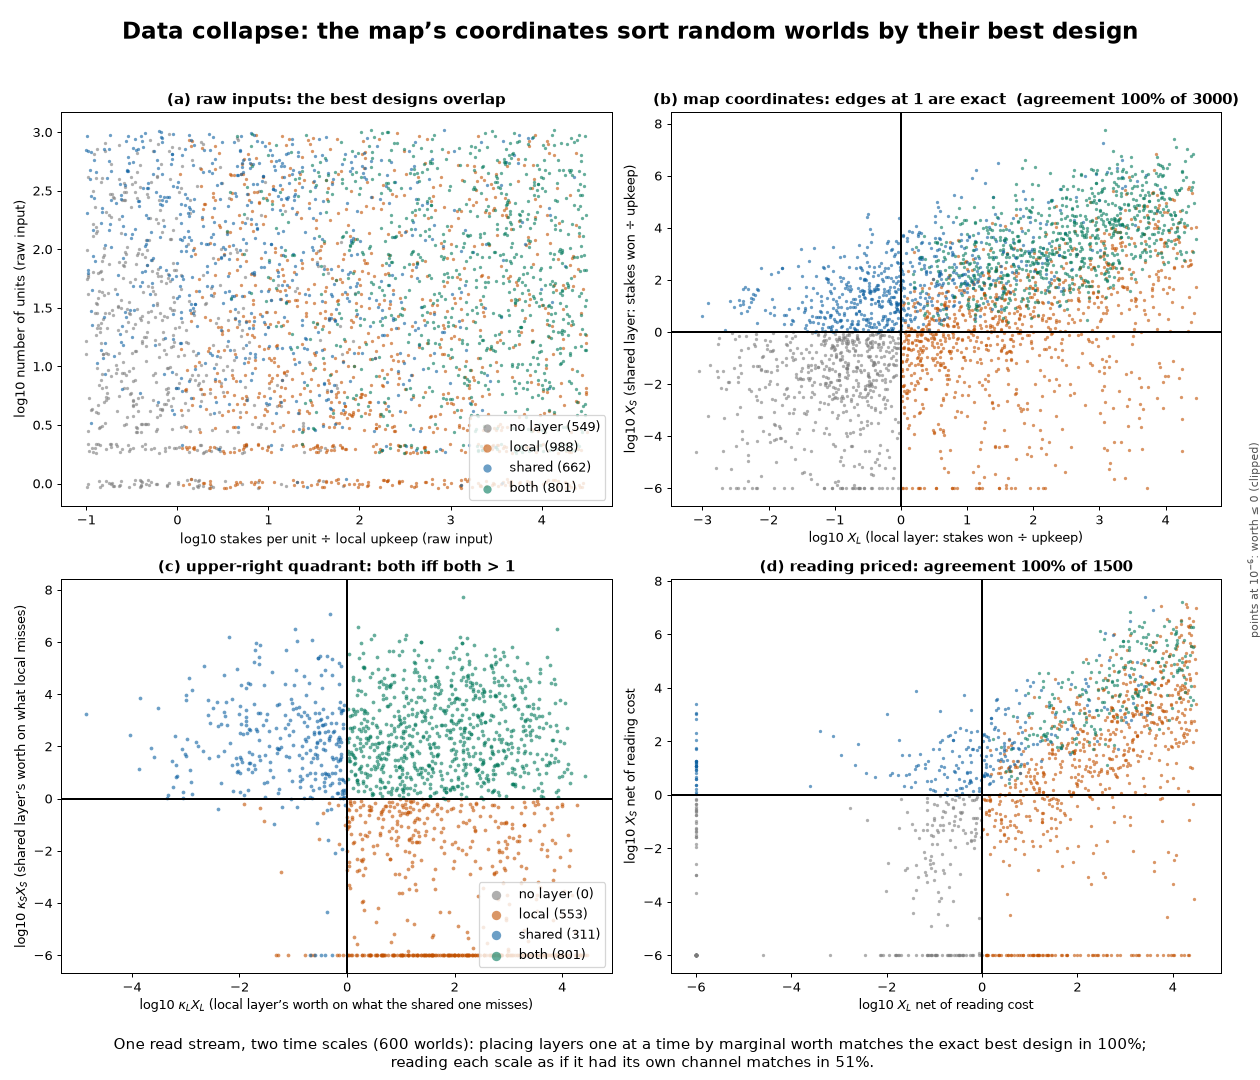 Data collapse: the map’s coordinates sort random worlds by their best design
(a) raw inputs: the best designs overlap
log10 number of units (raw input)
3.0
2.5
2.0
1.5
1.0
0.5
0.0
no layer (549)
local (988)
shared (662)
both (801)
−1
0
1
2
3
4
log10 stakes per unit ÷ local upkeep (raw input)
(b) map coordinates: edges at 1 are exact (agreement 100% of 3000)
log10 X_S (shared layer: stakes won ÷ upkeep)
8
6
4
2
0
−2
−4
−6
−3
−2
−1
0
1
2
3
4
log10 X_L (local layer: stakes won ÷ upkeep)
points at 10⁻⁶: worth ≤ 0 (clipped)
(c) upper-right quadrant: both iff both > 1
log10 κ_S X_S (shared layer’s worth on what local misses)
8
6
4
2
0
−2
−4
−6
no layer (0)
local (553)
shared (311)
both (801)
−4
−2
0
2
4
log10 κ_L X_L (local layer’s worth on what the shared one misses)
(d) reading priced: agreement 100% of 1500
log10 X_S net of reading cost
8
6
4
2
0
−2
−4
−6
−6
−4
−2
0
2
4
log10 X_L net of reading cost
One read stream, two time scales (600 worlds): placing layers one at a time by marginal worth matches the exact best design in 100%;
reading each scale as if it had its own channel matches in 51%.